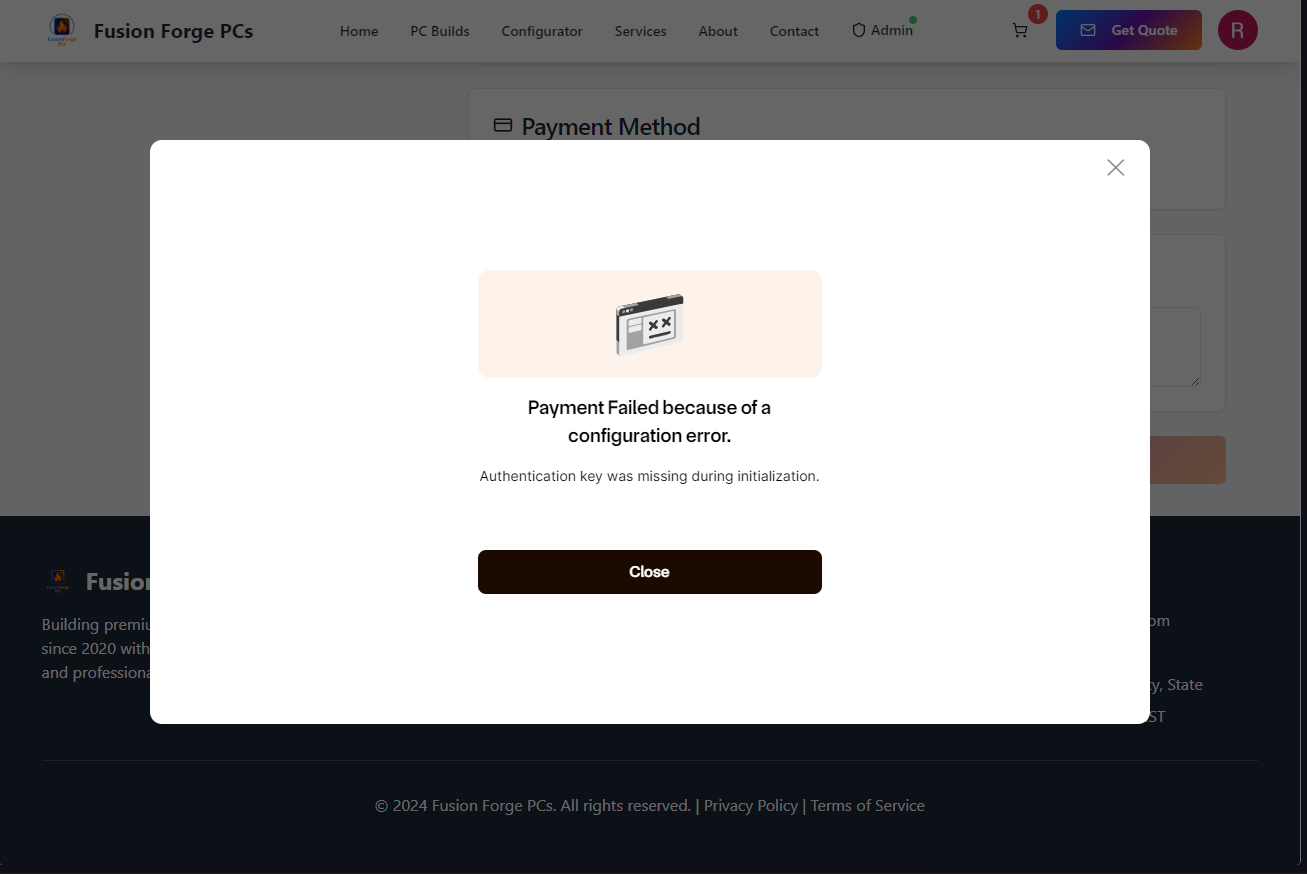 Fusion Forge PCs
Home
PC Builds
Configurator
Services
About
Contact
Admin
1
Get Quote
R
Payment Method
Payment Failed because of a
configuration error.
Authentication key was missing during initialization.
Close
Fusion
Building premiu
om
since 2020 with
and professiona
ty, State
ST
© 2024 Fusion Forge PCs. All rights reserved. | Privacy Policy | Terms of Service